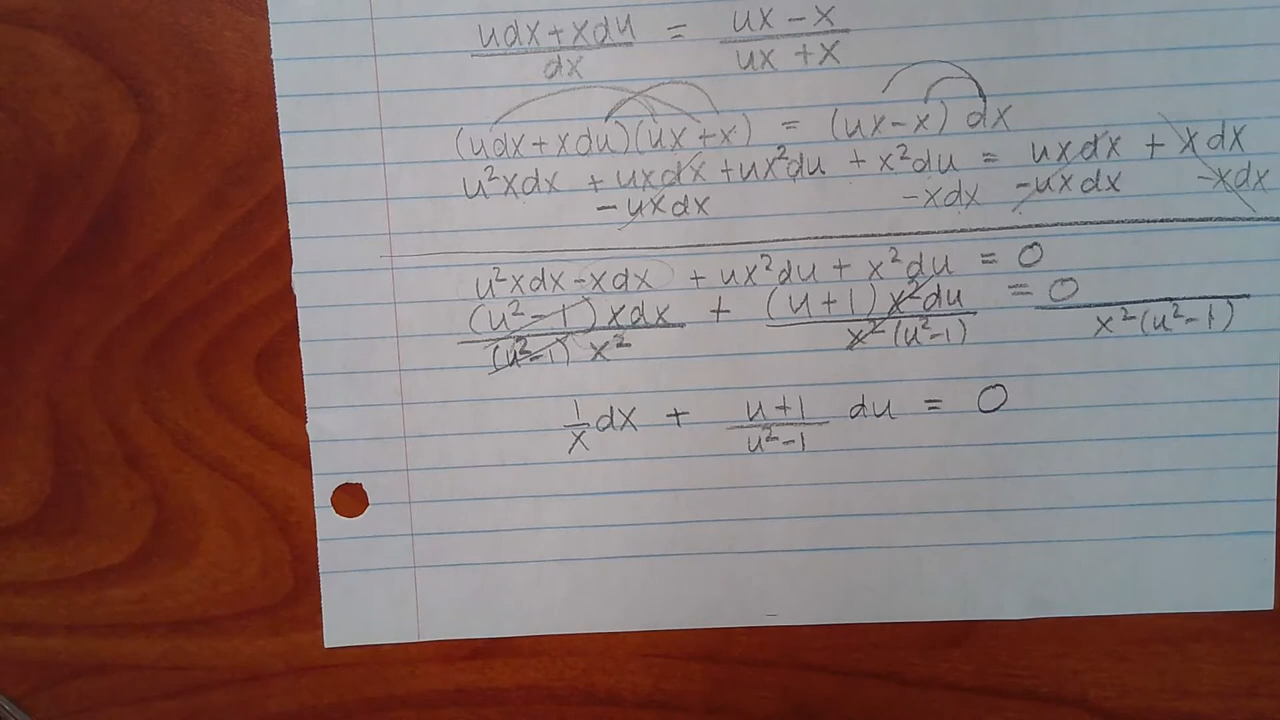 (udx + xdu)/dx = (ux - x)/(ux + x)
(udx + xdu)(ux + x) = (ux - x) dx
u²xdx + uxdx + ux²du + x²du = uxdx + xdx
- uxdx - xdx - uxdx - xdx
u²xdx - xdx + ux²du + x²du = 0
(u² - 1) xdx / (u² - 1) x² + (u + 1) x²du / x² (u² - 1) = 0 / x² (u² - 1)
1/x dx + (u + 1)/(u² - 1) du = 0